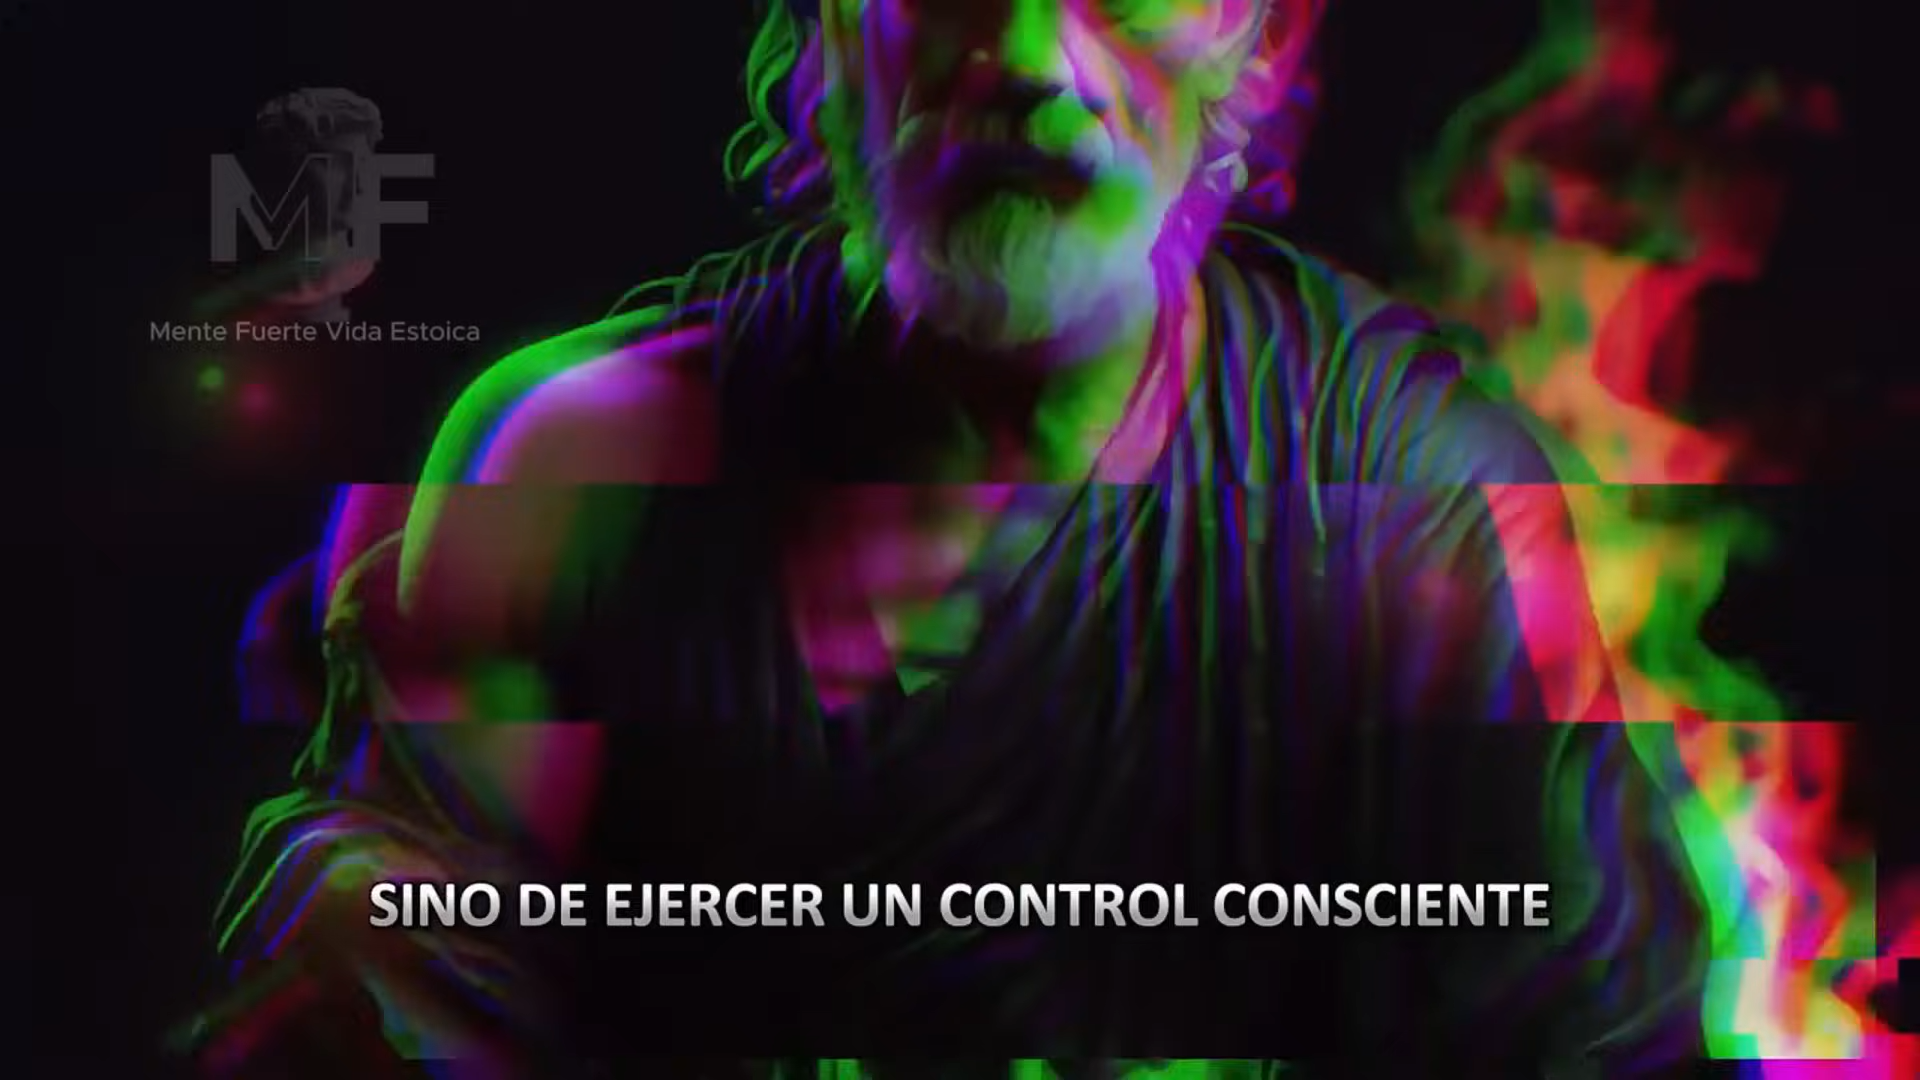 MF
Mente Fuerte Vida Estoica
SINO DE EJERCER UN CONTROL CONSCIENTE